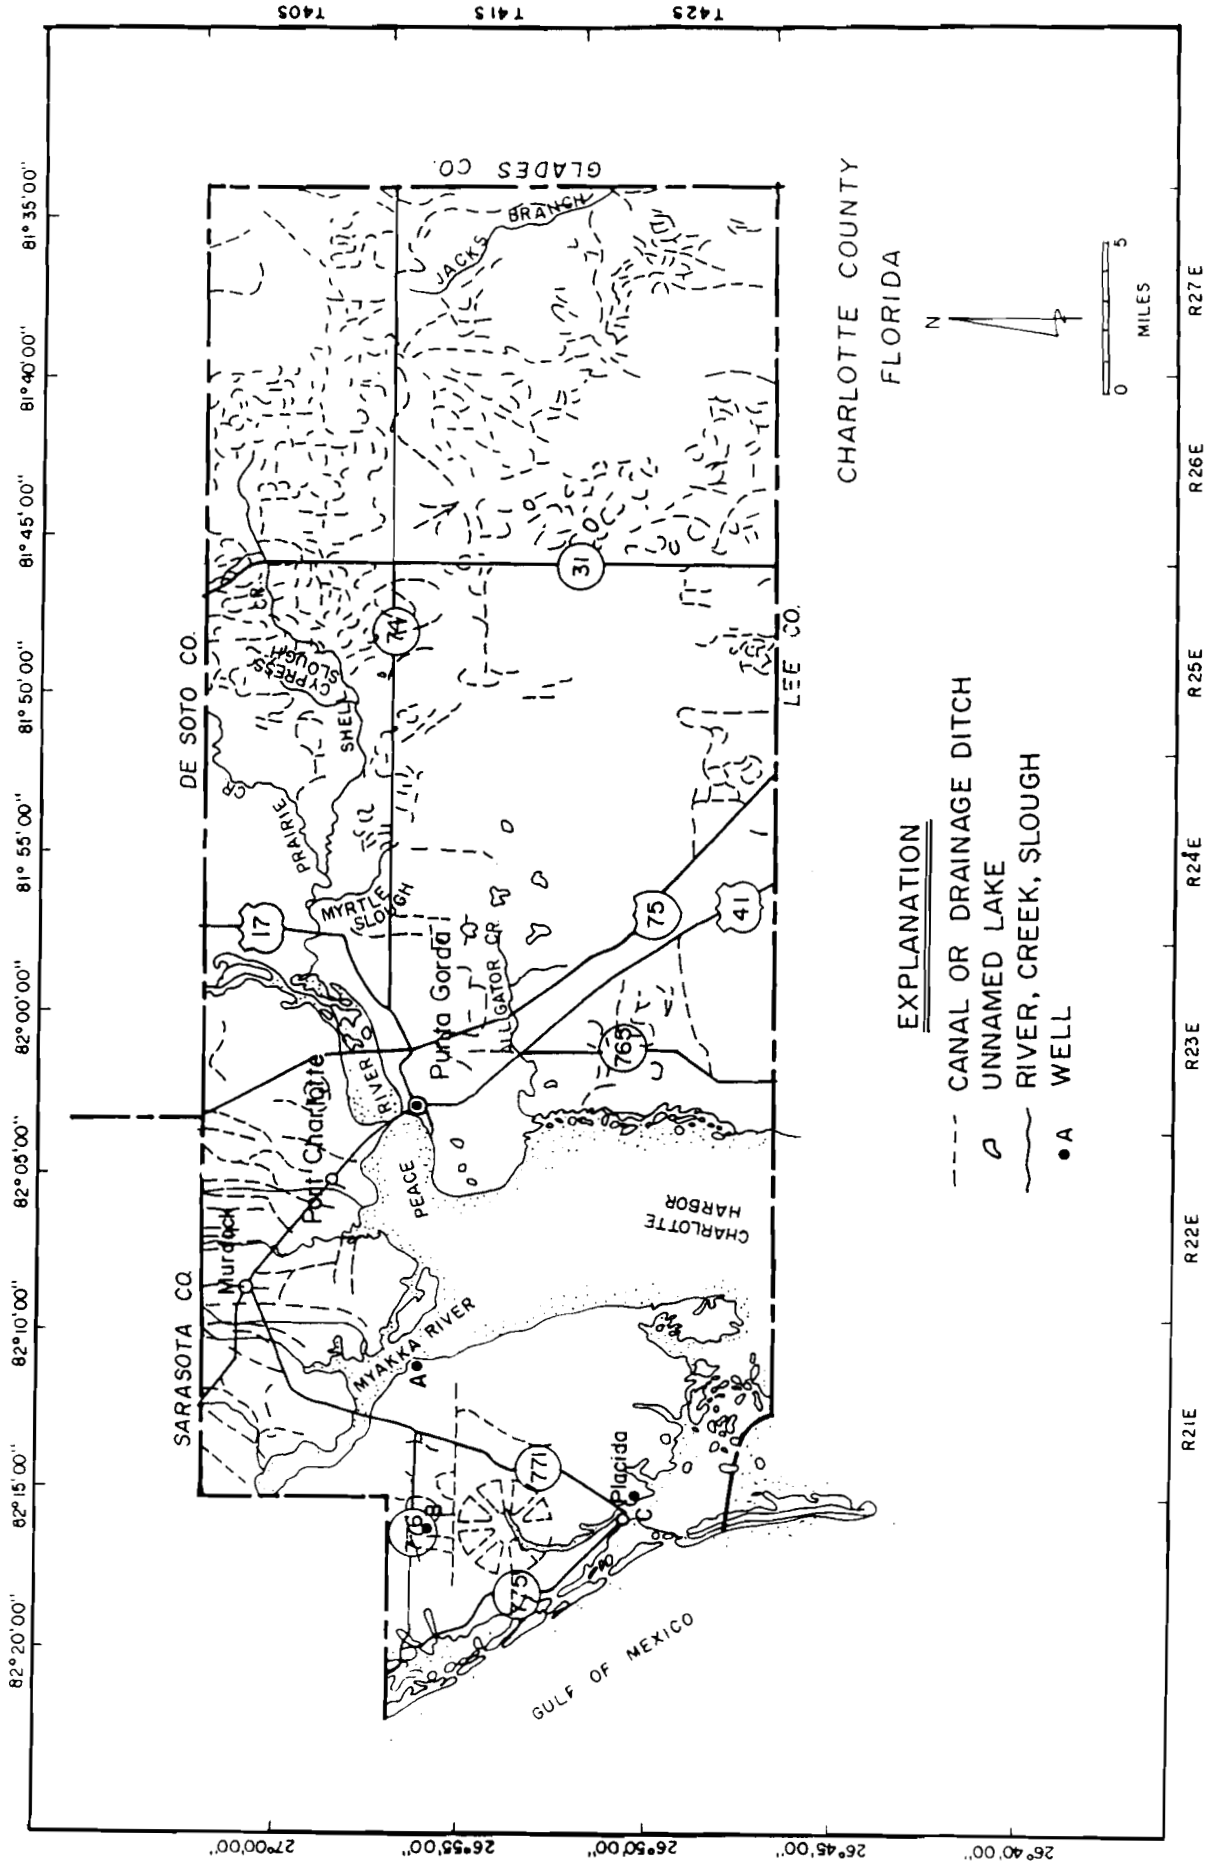 82°20'00"
82°15'00"
82°10'00"
82°05'00"
82°00'00"
81°55'00"
81°50'00"
81°45'00"
81°40'00"
81°35'00"
27°00'00"
26°55'00"
26°50'00"
26°45'00"
26°40'00"
T40S
T41S
T42S
R21E
R22E
R23E
R24E
R25E
R26E
R27E
SARASOTA CO.
DE SOTO CO.
GLADES CO.
LEE CO.
Murdock
Port Charlotte
Punta Gorda
Placida
MYAKKA RIVER
PEACE
RIVER
CHARLOTTE
HARBOR
GULF OF MEXICO
PRAIRIE
CR.
SHELL
CR.
CYPRESS
SLOUGH
MYRTLE
SLOUGH
ALLIGATOR CR.
JACKS
BRANCH
17
74
31
75
41
765
771
775
776
A
B
C
CHARLOTTE COUNTY
FLORIDA
N
0
5
MILES
EXPLANATION
CANAL OR DRAINAGE DITCH
UNNAMED LAKE
RIVER, CREEK, SLOUGH
A
WELL